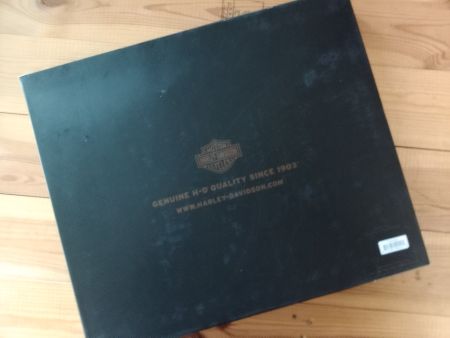 GENUINE H-D QUALITY SINCE 1903
WWW.HARLEY-DAVIDSON.COM